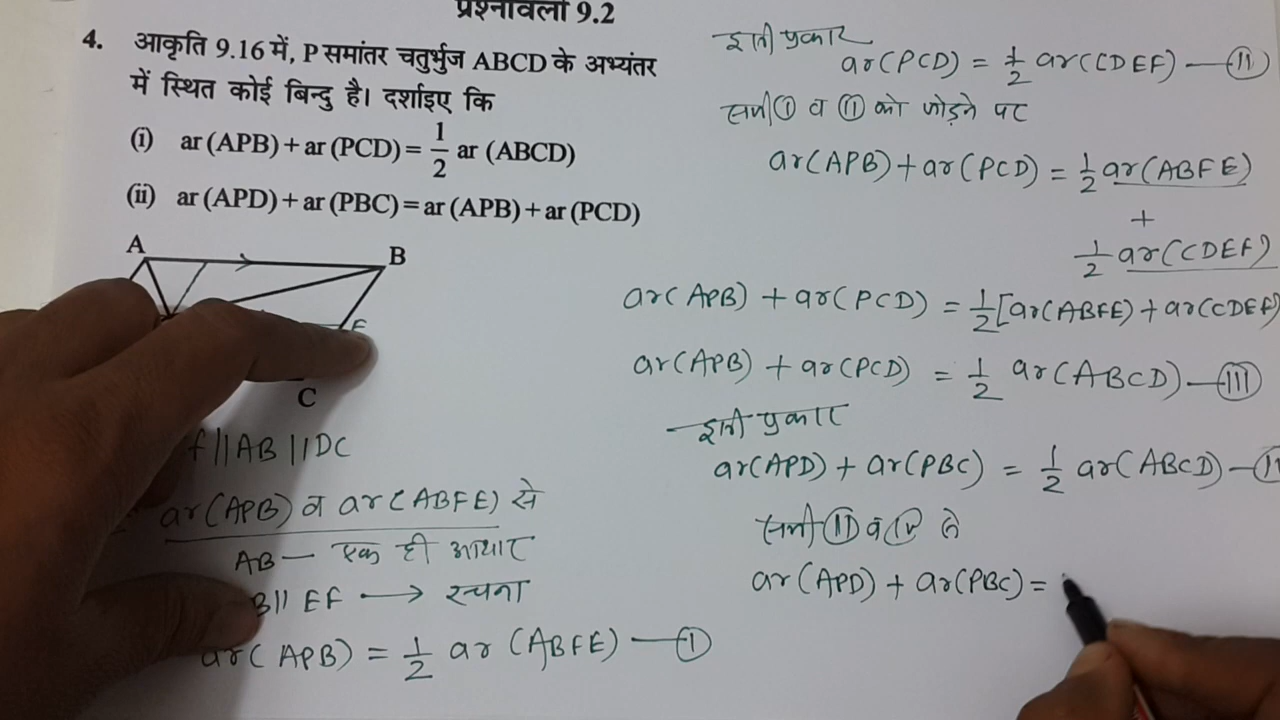 प्रश्नावली 9.2
4. आकृति 9.16 में, P समांतर चतुर्भुज ABCD के अभ्यंतर
में स्थित कोई बिन्दु है। दर्शाइए कि
(i) ar (APB) + ar (PCD) = 1/2 ar (ABCD)
(ii) ar (APD) + ar (PBC) = ar (APB) + ar (PCD)
A
B
F
C
f || AB || DC
ar(APB) व ar(ABFE) से
AB — एक ही आधार
B || EF → रचना
ar(APB) = 1/2 ar(ABFE) — (I)
इसी प्रकार
ar(PCD) = 1/2 ar(CDEF) — (II)
समी (I) व (II) को जोड़ने पर
ar(APB) + ar(PCD) = 1/2 ar(ABFE)
+
1/2 ar(CDEF)
ar(APB) + ar(PCD) = 1/2 [ar(ABFE) + ar(CDEF)
ar(APB) + ar(PCD) = 1/2 ar(ABCD) — (III)
इसी प्रकार
ar(APD) + ar(PBC) = 1/2 ar(ABCD) —
समी (III) व (IV) से
ar(APD) + ar(PBC) =